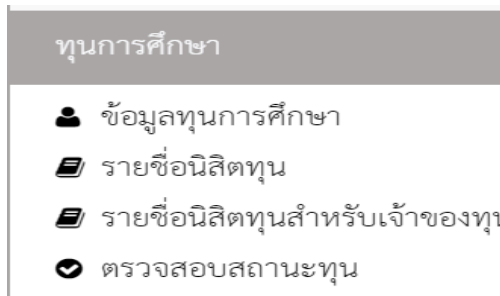 ทุนการศึกษา
ข้อมูลทุนการศึกษา
รายชื่อนิสิตทุน
รายชื่อนิสิตทุนสำหรับเจ้าของทุน
ตรวจสอบสถานะทุน